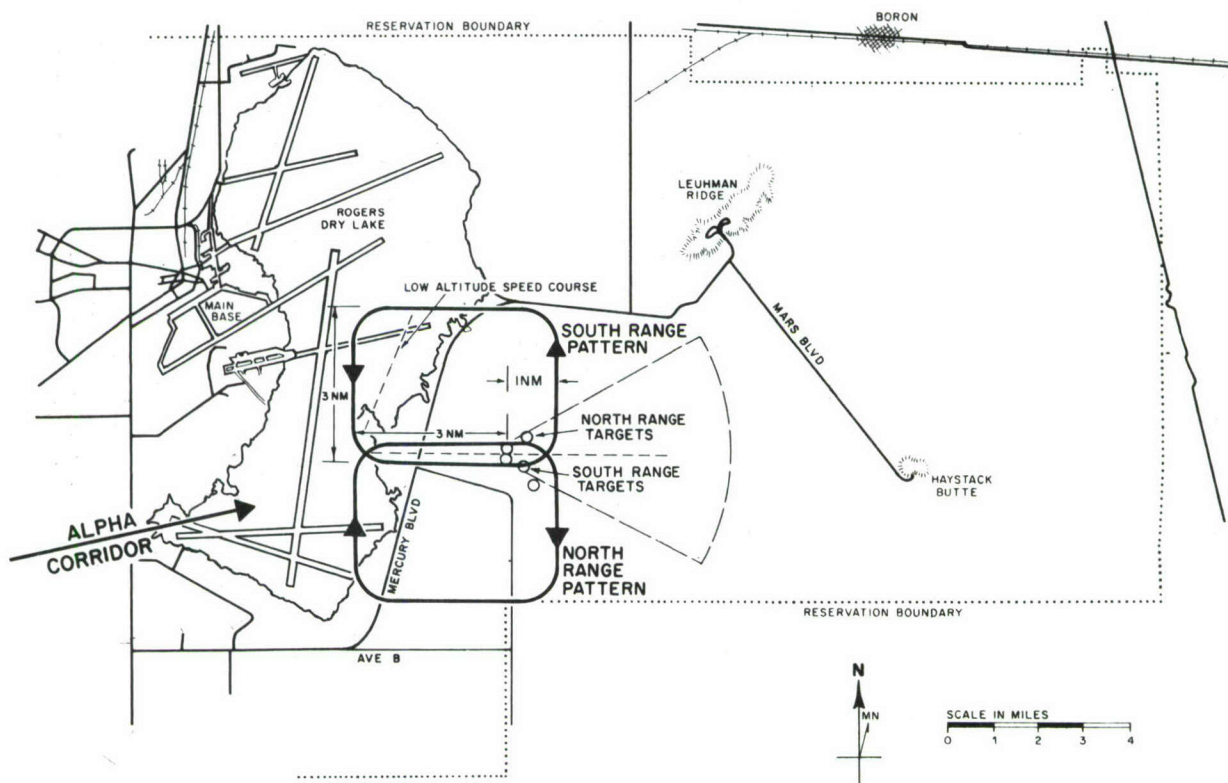 RESERVATION BOUNDARY
BORON
LEUHMAN
RIDGE
ROGERS
DRY LAKE
LOW ALTITUDE SPEED COURSE
MAIN
BASE
SOUTH RANGE
PATTERN
MARS BLVD
1NM
3 NM
NORTH RANGE
TARGETS
3 NM
SOUTH RANGE
TARGETS
HAYSTACK
BUTTE
ALPHA
CORRIDOR
MERCURY BLVD
NORTH
RANGE
PATTERN
RESERVATION BOUNDARY
AVE B
N
MN
SCALE IN MILES
0 1 2 3 4